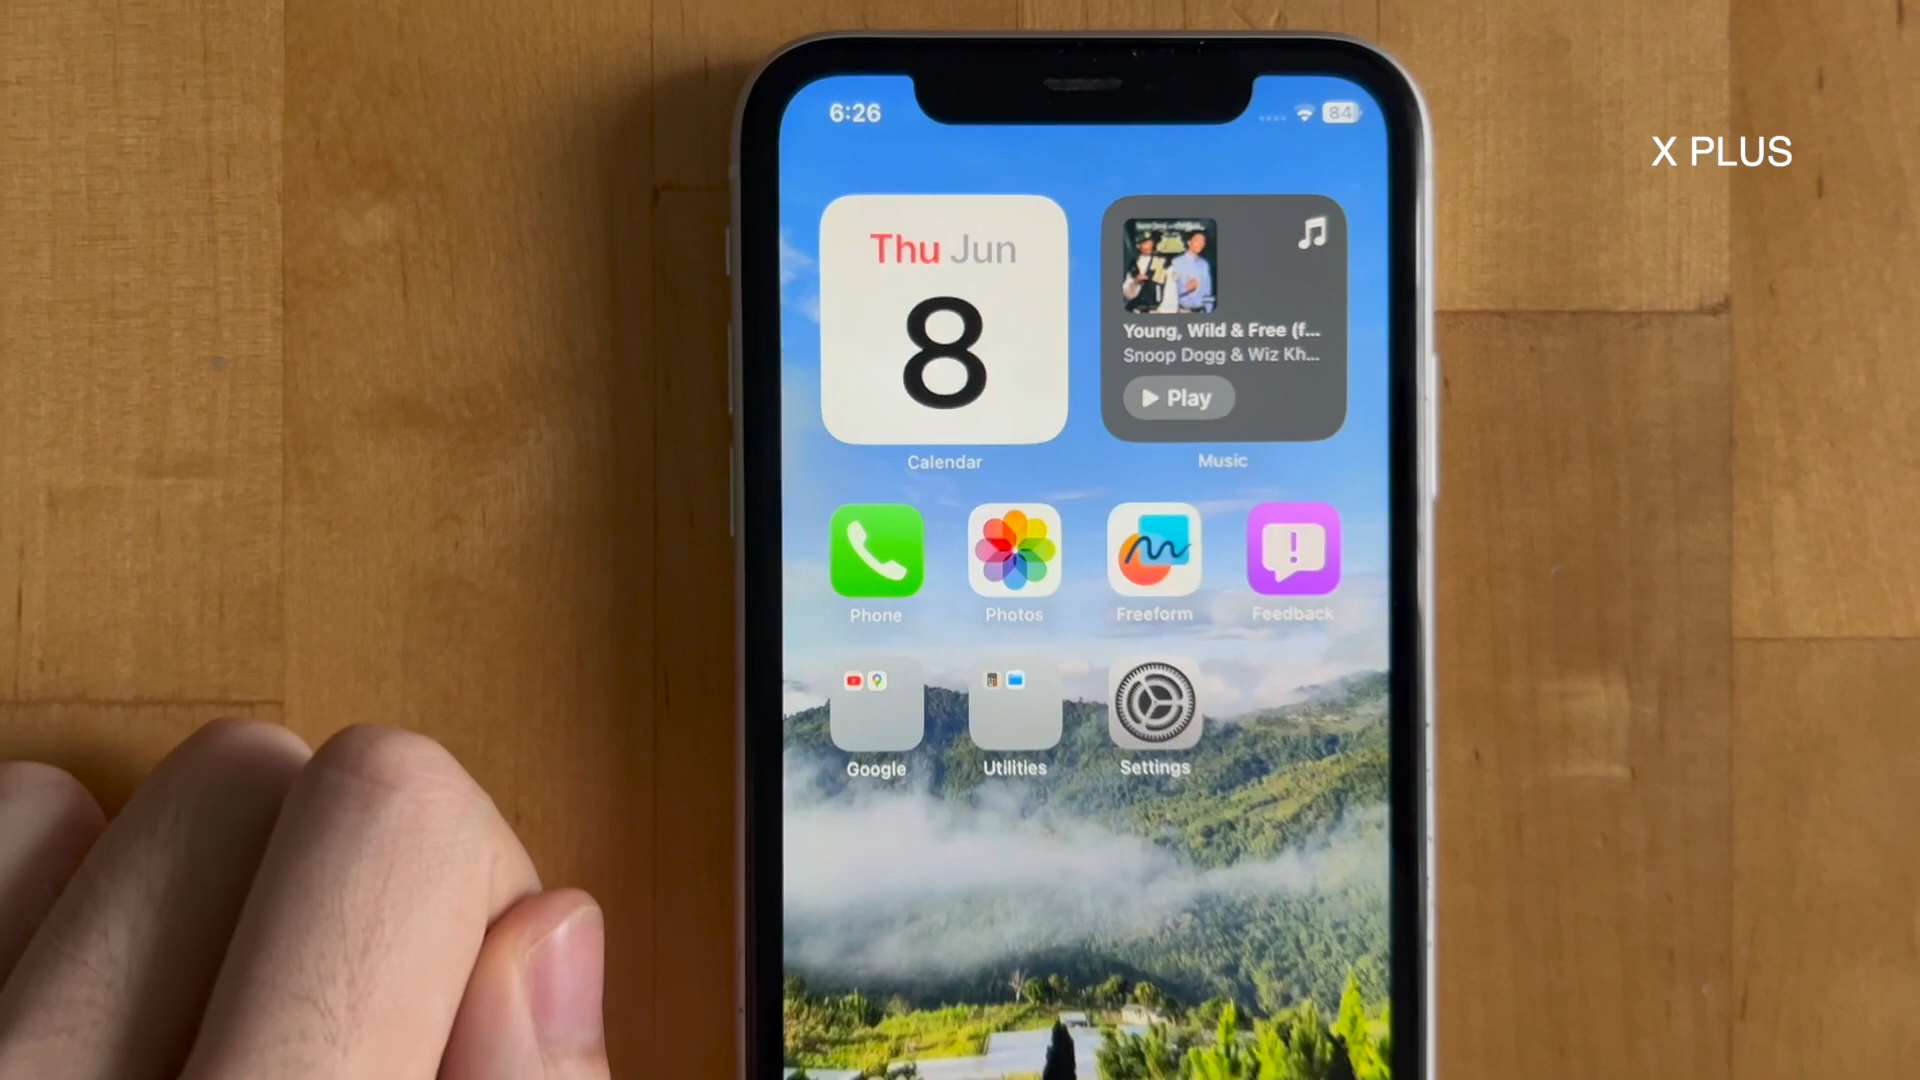 6:26
84
X PLUS
Thu Jun
8
Young, Wild & Free (f...
Snoop Dogg & Wiz Kh...
Play
Calendar
Music
Phone
Photos
Freeform
Feedback
Google
Utilities
Settings